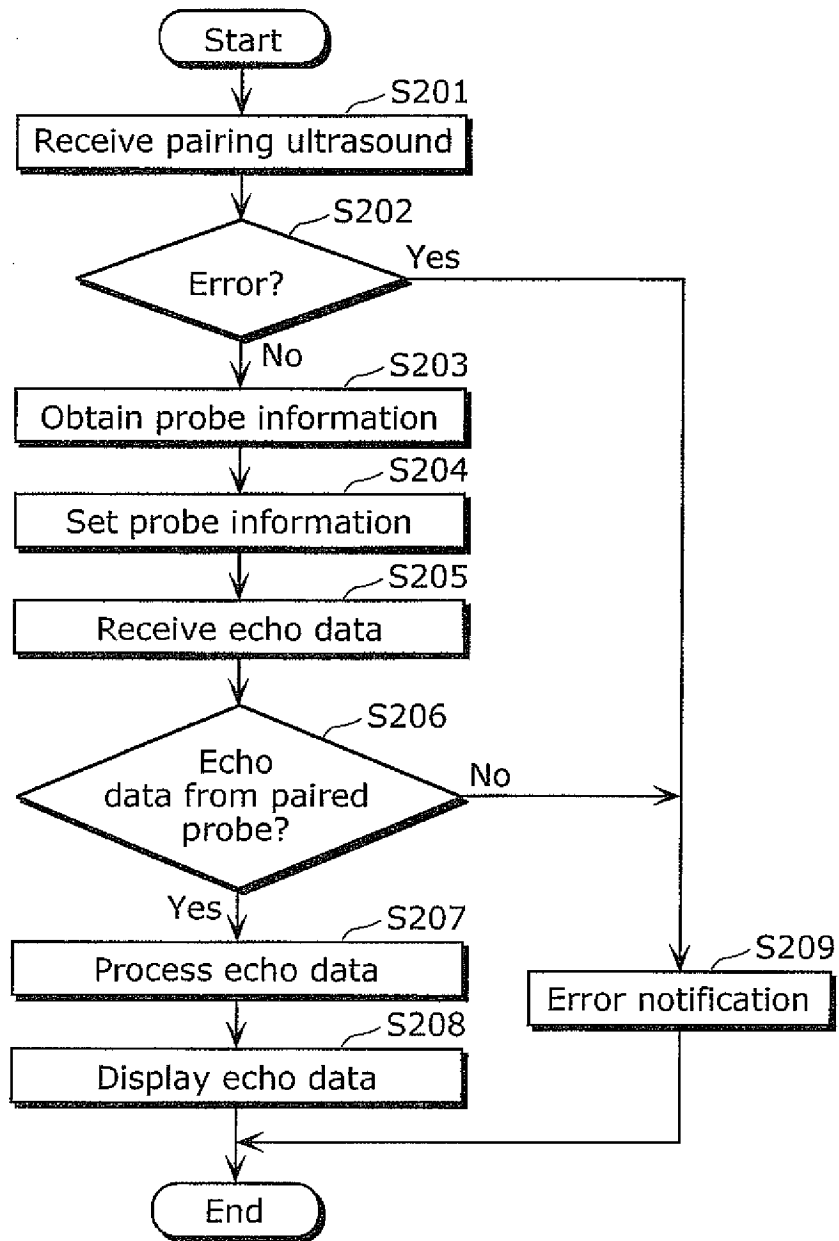 Start
S201
Receive pairing ultrasound
S202
Error?
Yes
No
S203
Obtain probe information
S204
Set probe information
S205
Receive echo data
S206
Echo
data from paired
probe?
No
Yes
S207
Process echo data
S209
Error notification
S208
Display echo data
End